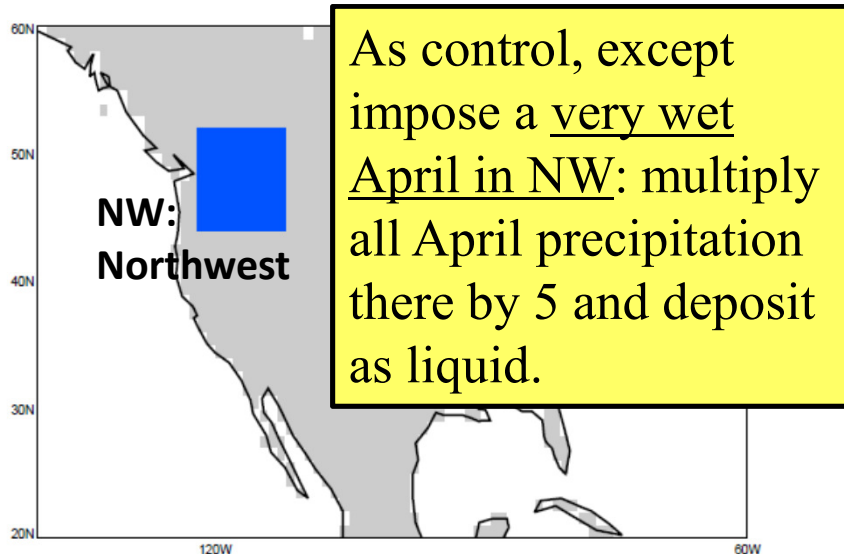 60N
50N
40N
30N
20N
120W
60W
NW:
Northwest
As control, except
impose a very wet
April in NW: multiply
all April precipitation
there by 5 and deposit
as liquid.